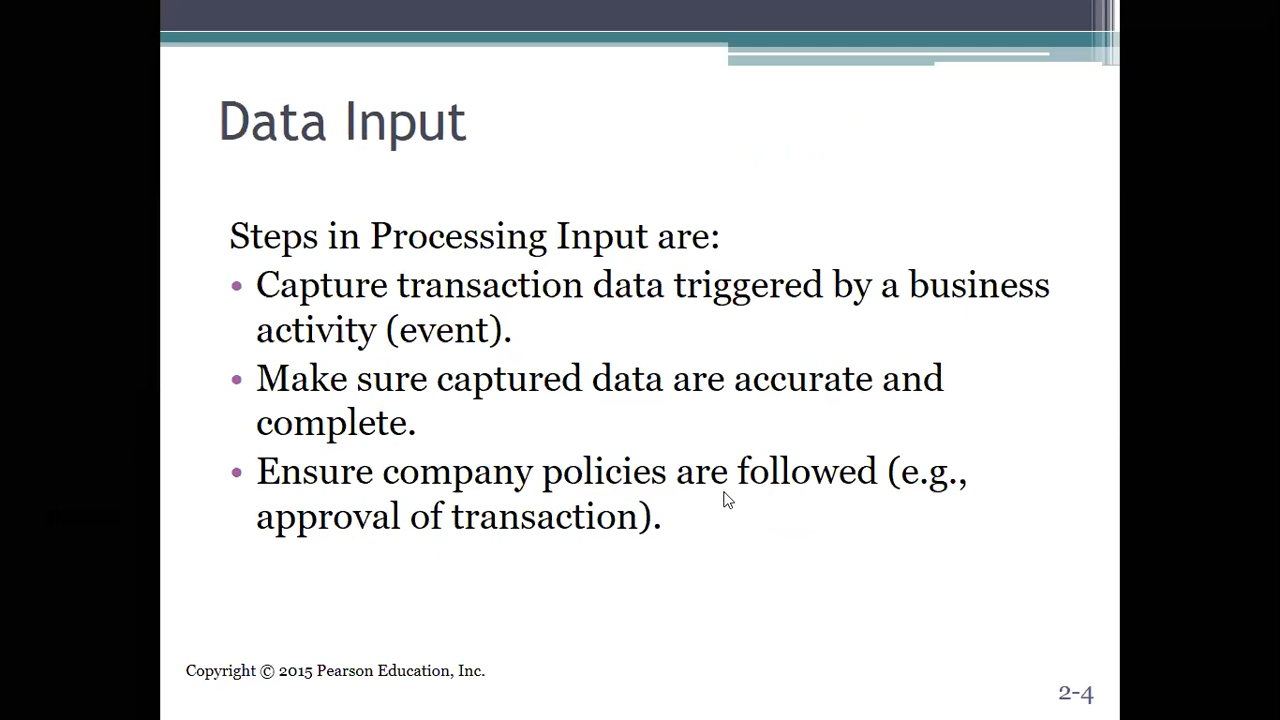 Data Input
Steps in Processing Input are:
• Capture transaction data triggered by a business
activity (event).
• Make sure captured data are accurate and
complete.
• Ensure company policies are followed (e.g.,
approval of transaction).
Copyright © 2015 Pearson Education, Inc.
2-4